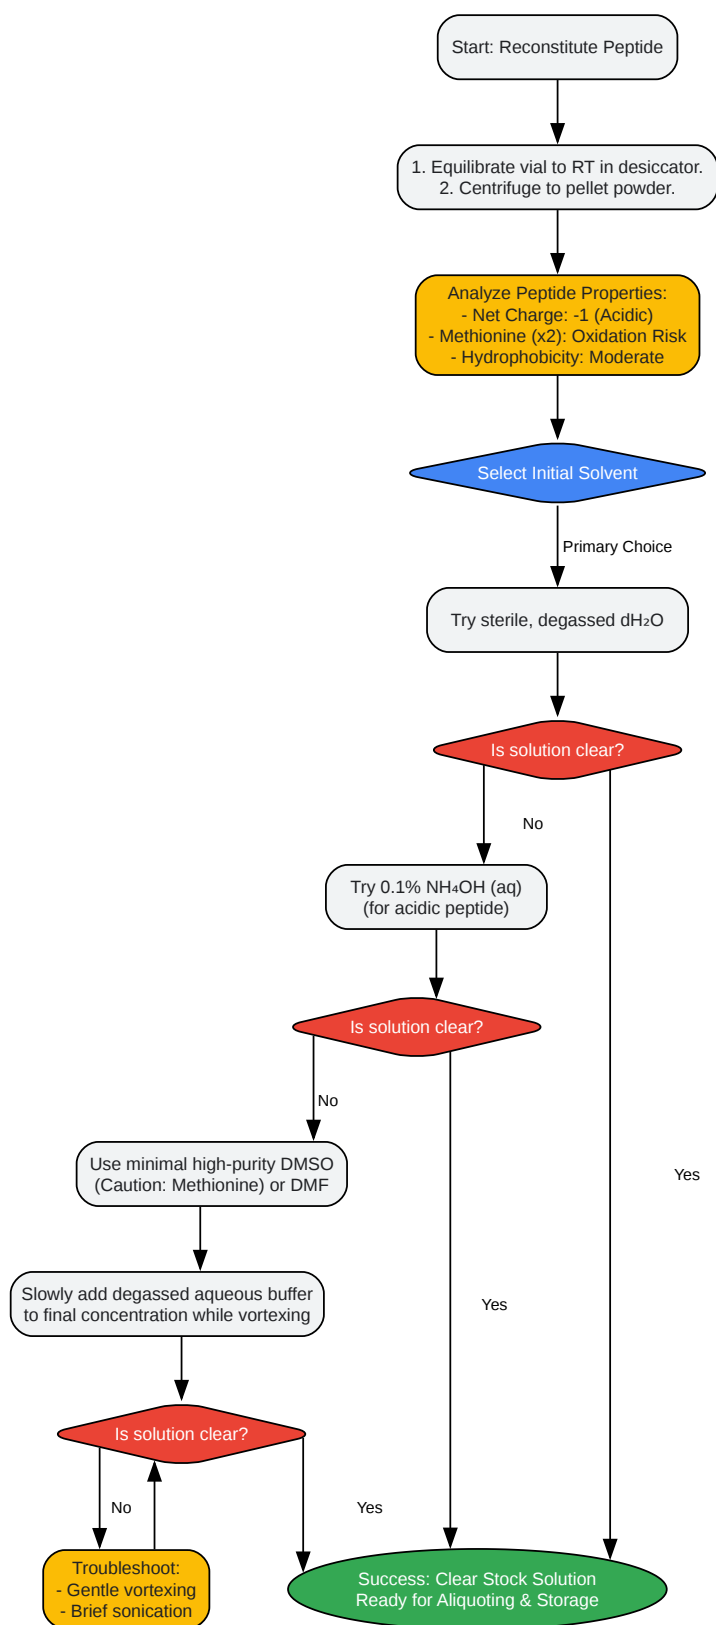 Start: Reconstitute Peptide
1. Equilibrate vial to RT in desiccator.
2. Centrifuge to pellet powder.
Analyze Peptide Properties:
- Net Charge: -1 (Acidic)
- Methionine (x2): Oxidation Risk
- Hydrophobicity: Moderate
Select Initial Solvent
Primary Choice
Try sterile, degassed dH₂O
Is solution clear?
No
Try 0.1% NH₄OH (aq)
(for acidic peptide)
Is solution clear?
No
Use minimal high-purity DMSO
(Caution: Methionine) or DMF
Yes
Slowly add degassed aqueous buffer
to final concentration while vortexing
Yes
Is solution clear?
No
Yes
Troubleshoot:
- Gentle vortexing
- Brief sonication
Success: Clear Stock Solution
Ready for Aliquoting & Storage